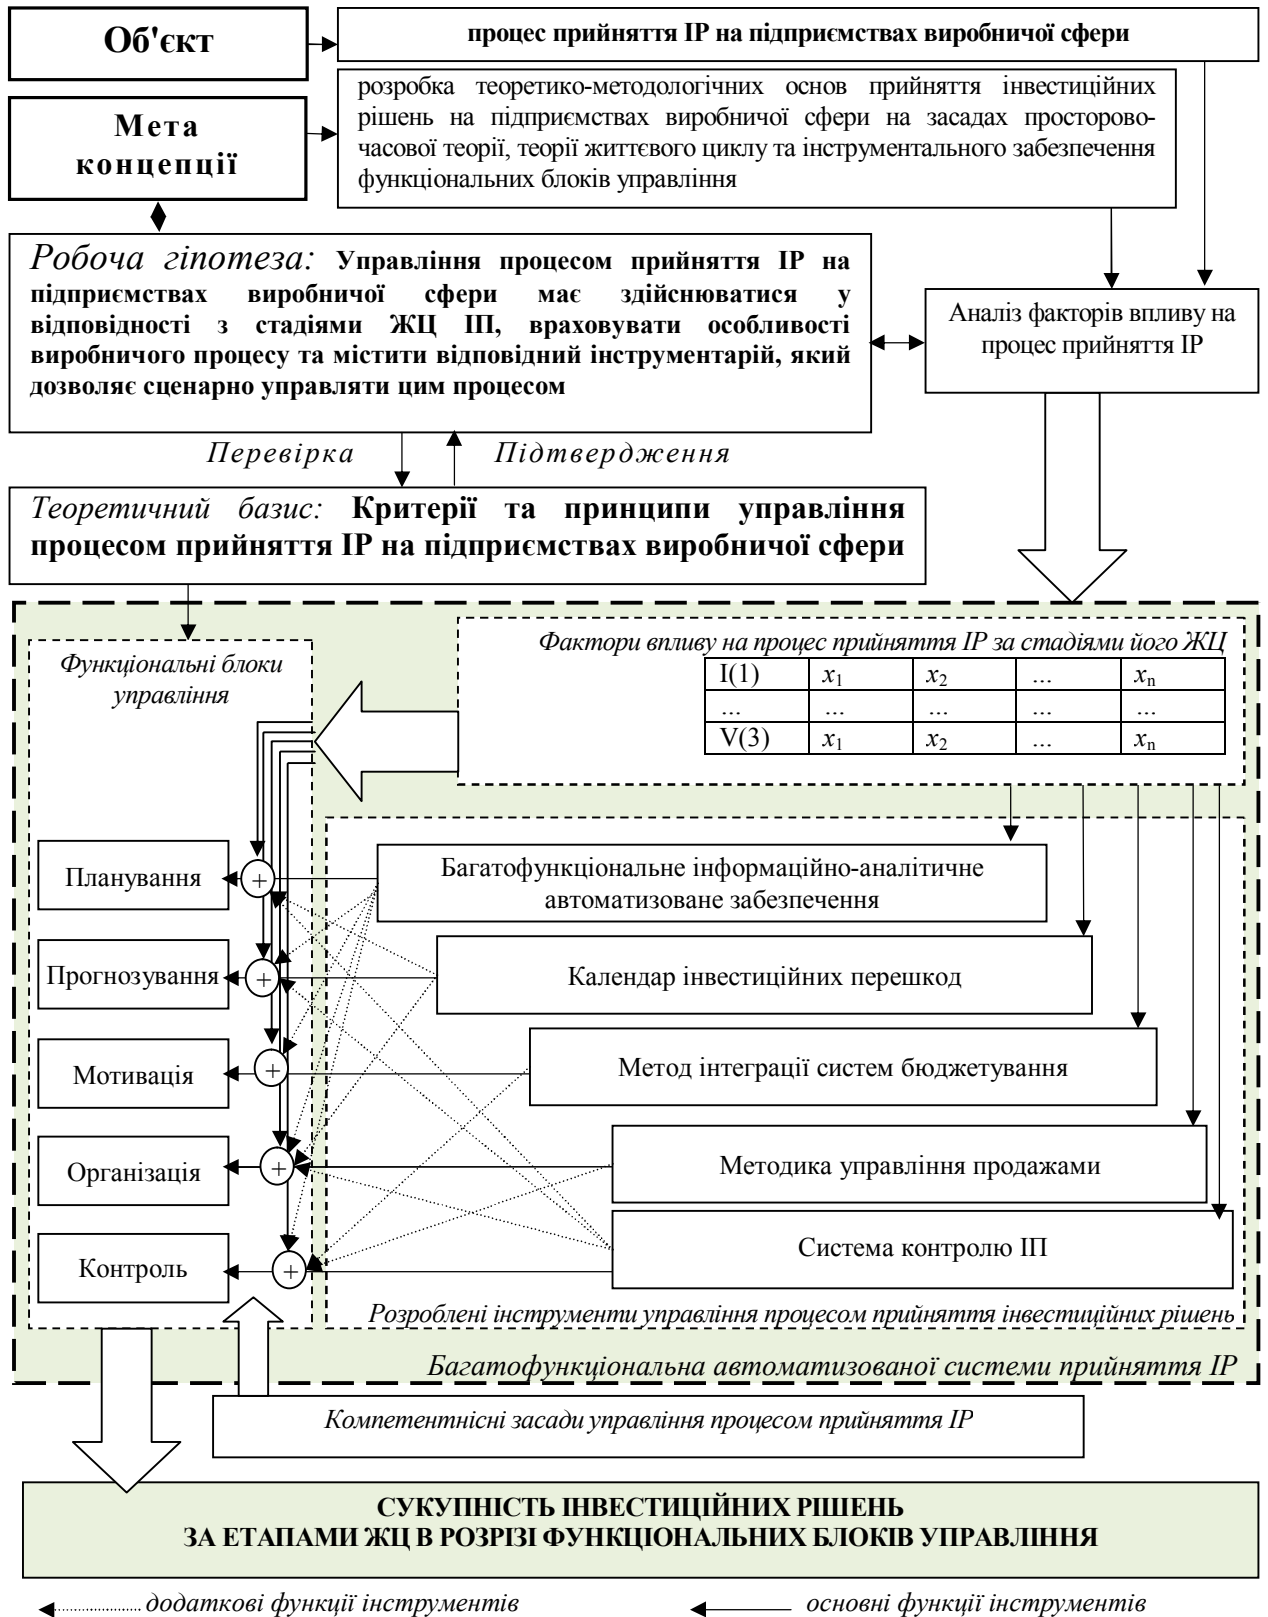 Об'єкт
процес прийняття ІР на підприємствах виробничої сфери
Мета
концепції
розробка теоретико-методологічних основ прийняття інвестиційних
рішень на підприємствах виробничої сфери на засадах просторово-
часової теорії, теорії життєвого циклу та інструментального забезпечення
функціональних блоків управління
Робоча гіпотеза: Управління процесом прийняття ІР на
підприємствах виробничої сфери має здійснюватися у
відповідності з стадіями ЖЦ ІП, враховувати особливості
виробничого процесу та містити відповідний інструментарій, який
дозволяє сценарно управляти цим процесом
Аналіз факторів впливу на
процес прийняття ІР
Перевірка Підтвердження
Теоретичний базис: Критерії та принципи управління
процесом прийняття ІР на підприємствах виробничої сфери
Функціональні блоки
управління
Фактори впливу на процес прийняття ІР за стадіями його ЖЦ
I(1) x1 x2 ... xn
... ... ... ... ...
V(3) x1 x2 ... xn
Планування
+
Багатофункціональне інформаційно-аналітичне
автоматизоване забезпечення
Прогнозування
+
Календар інвестиційних перешкод
Мотивація
+
Метод інтеграції систем бюджетування
Організація
+
Методика управління продажами
Контроль
+
Система контролю ІП
Розроблені інструменти управління процесом прийняття інвестиційних рішень
Багатофункціональна автоматизованої системи прийняття ІР
Компетентнісні засади управління процесом прийняття ІР
СУКУПНІСТЬ ІНВЕСТИЦІЙНИХ РІШЕНЬ
ЗА ЕТАПАМИ ЖЦ В РОЗРІЗІ ФУНКЦІОНАЛЬНИХ БЛОКІВ УПРАВЛІННЯ
додаткові функції інструментів
основні функції інструментів